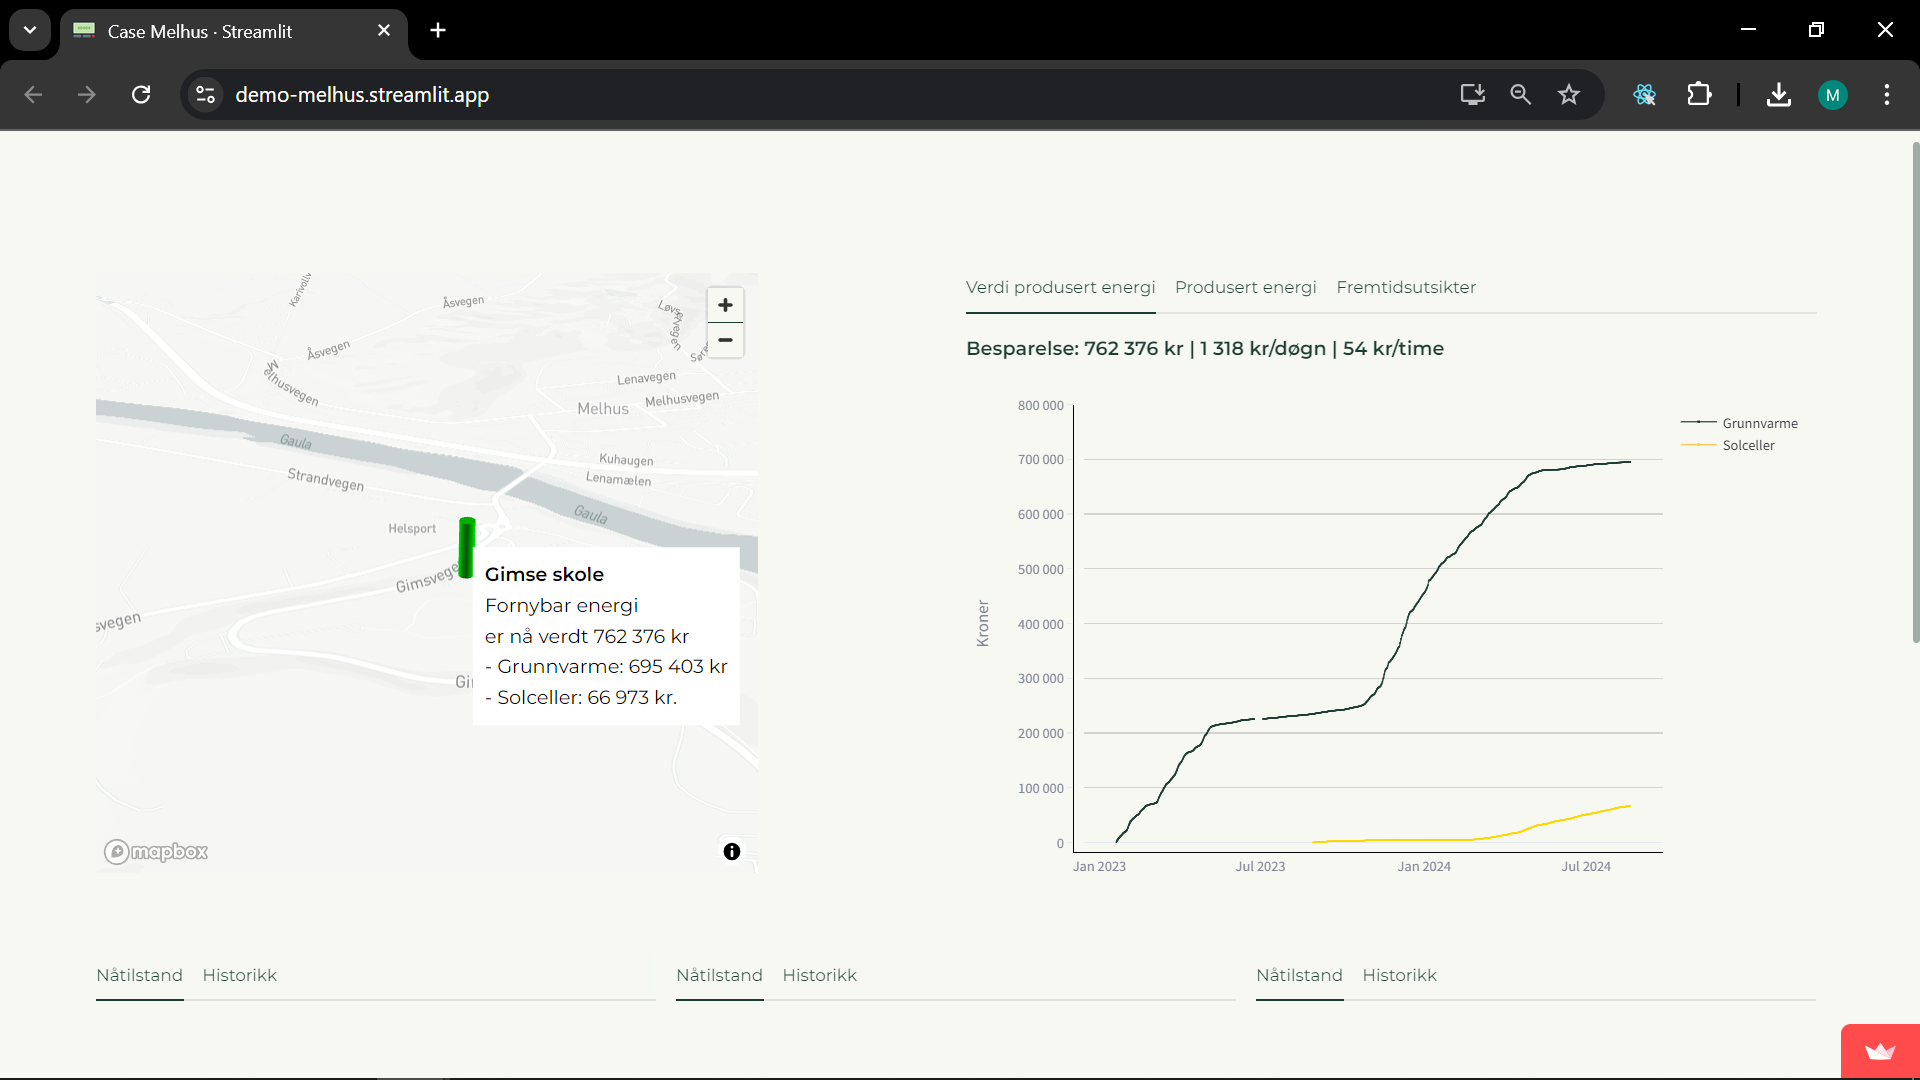 Case Melhus · Streamlit
demo-melhus.streamlit.app
M
Karivollv
Åsvegen
Løvs
Åsvegen
Melhusvegen
Lenavegen
Melhusvegen
Melhus
Gaula
Kuhaugen
Strandvegen
Lenamælen
Gaula
Helsport
Gimsvege
svegen
Gimse skole
Fornybar energi
er nå verdt 762 376 kr
- Grunnvarme: 695 403 kr
- Solceller: 66 973 kr.
mapbox
Verdi produsert energi Produsert energi Fremtidsutsikter
Besparelse: 762 376 kr | 1 318 kr/døgn | 54 kr/time
800 000
700 000
600 000
500 000
400 000
300 000
200 000
100 000
0
Kroner
Jan 2023 Jul 2023 Jan 2024 Jul 2024
Grunnvarme
Solceller
Nåtilstand Historikk
Nåtilstand Historikk
Nåtilstand Historikk